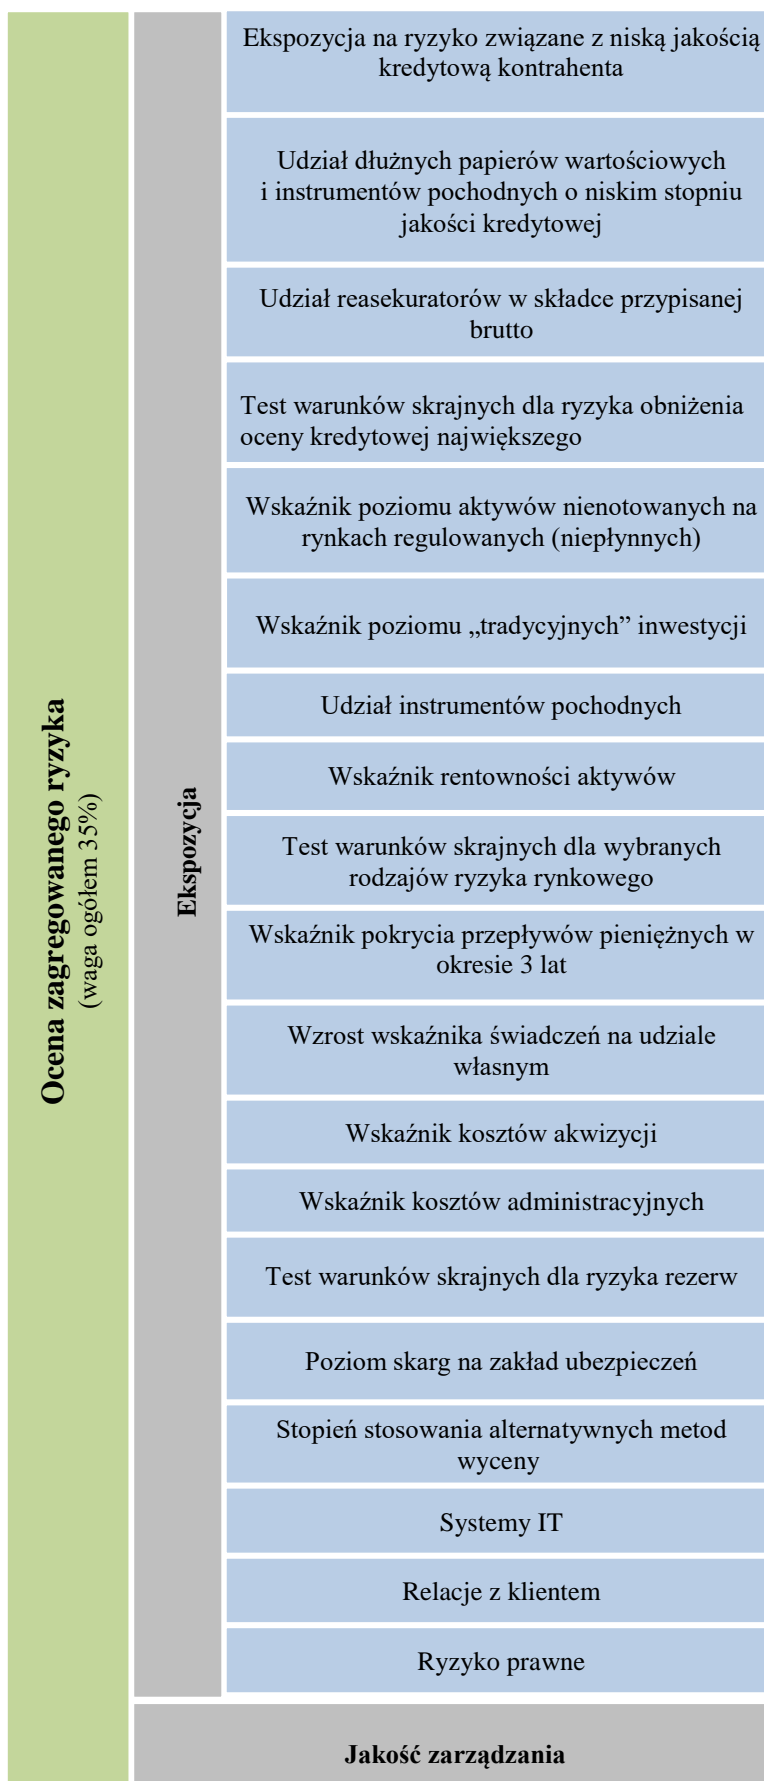 Ocena zagregowanego ryzyka
(waga ogółem 35%)
Ekspozycja
Ekspozycja na ryzyko związane z niską jakością
kredytową kontrahenta
Udział dłużnych papierów wartościowych
i instrumentów pochodnych o niskim stopniu
jakości kredytowej
Udział reasekuratorów w składce przypisanej
brutto
Test warunków skrajnych dla ryzyka obniżenia
oceny kredytowej największego
Wskaźnik poziomu aktywów nienotowanych na
rynkach regulowanych (niepłynnych)
Wskaźnik poziomu „tradycyjnych” inwestycji
Udział instrumentów pochodnych
Wskaźnik rentowności aktywów
Test warunków skrajnych dla wybranych
rodzajów ryzyka rynkowego
Wskaźnik pokrycia przepływów pieniężnych w
okresie 3 lat
Wzrost wskaźnika świadczeń na udziale
własnym
Wskaźnik kosztów akwizycji
Wskaźnik kosztów administracyjnych
Test warunków skrajnych dla ryzyka rezerw
Poziom skarg na zakład ubezpieczeń
Stopień stosowania alternatywnych metod
wyceny
Systemy IT
Relacje z klientem
Ryzyko prawne
Jakość zarządzania